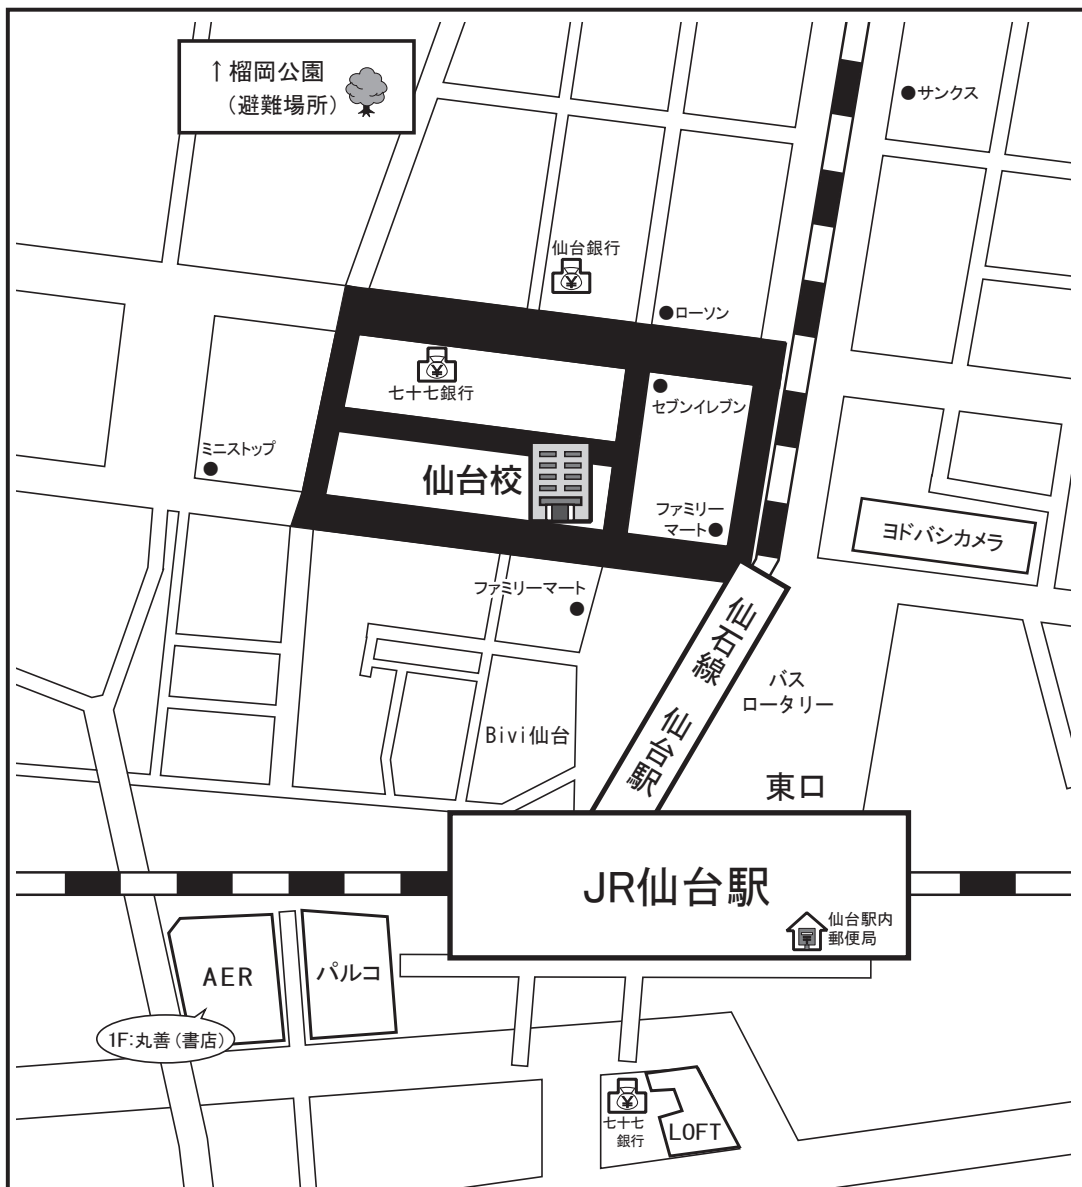 ↑榴岡公園
(避難場所)
●サンクス
仙台銀行
●ローソン
七十七銀行
セブンイレブン
ミニストップ
仙台校
ファミリー
マート●
ヨドバシカメラ
ファミリーマート
仙石線 仙台駅
バス
ロータリー
Bivi仙台
東口
JR仙台駅
仙台駅内
郵便局
AER
パルコ
1F:丸善(書店)
七十七
銀行
LOFT